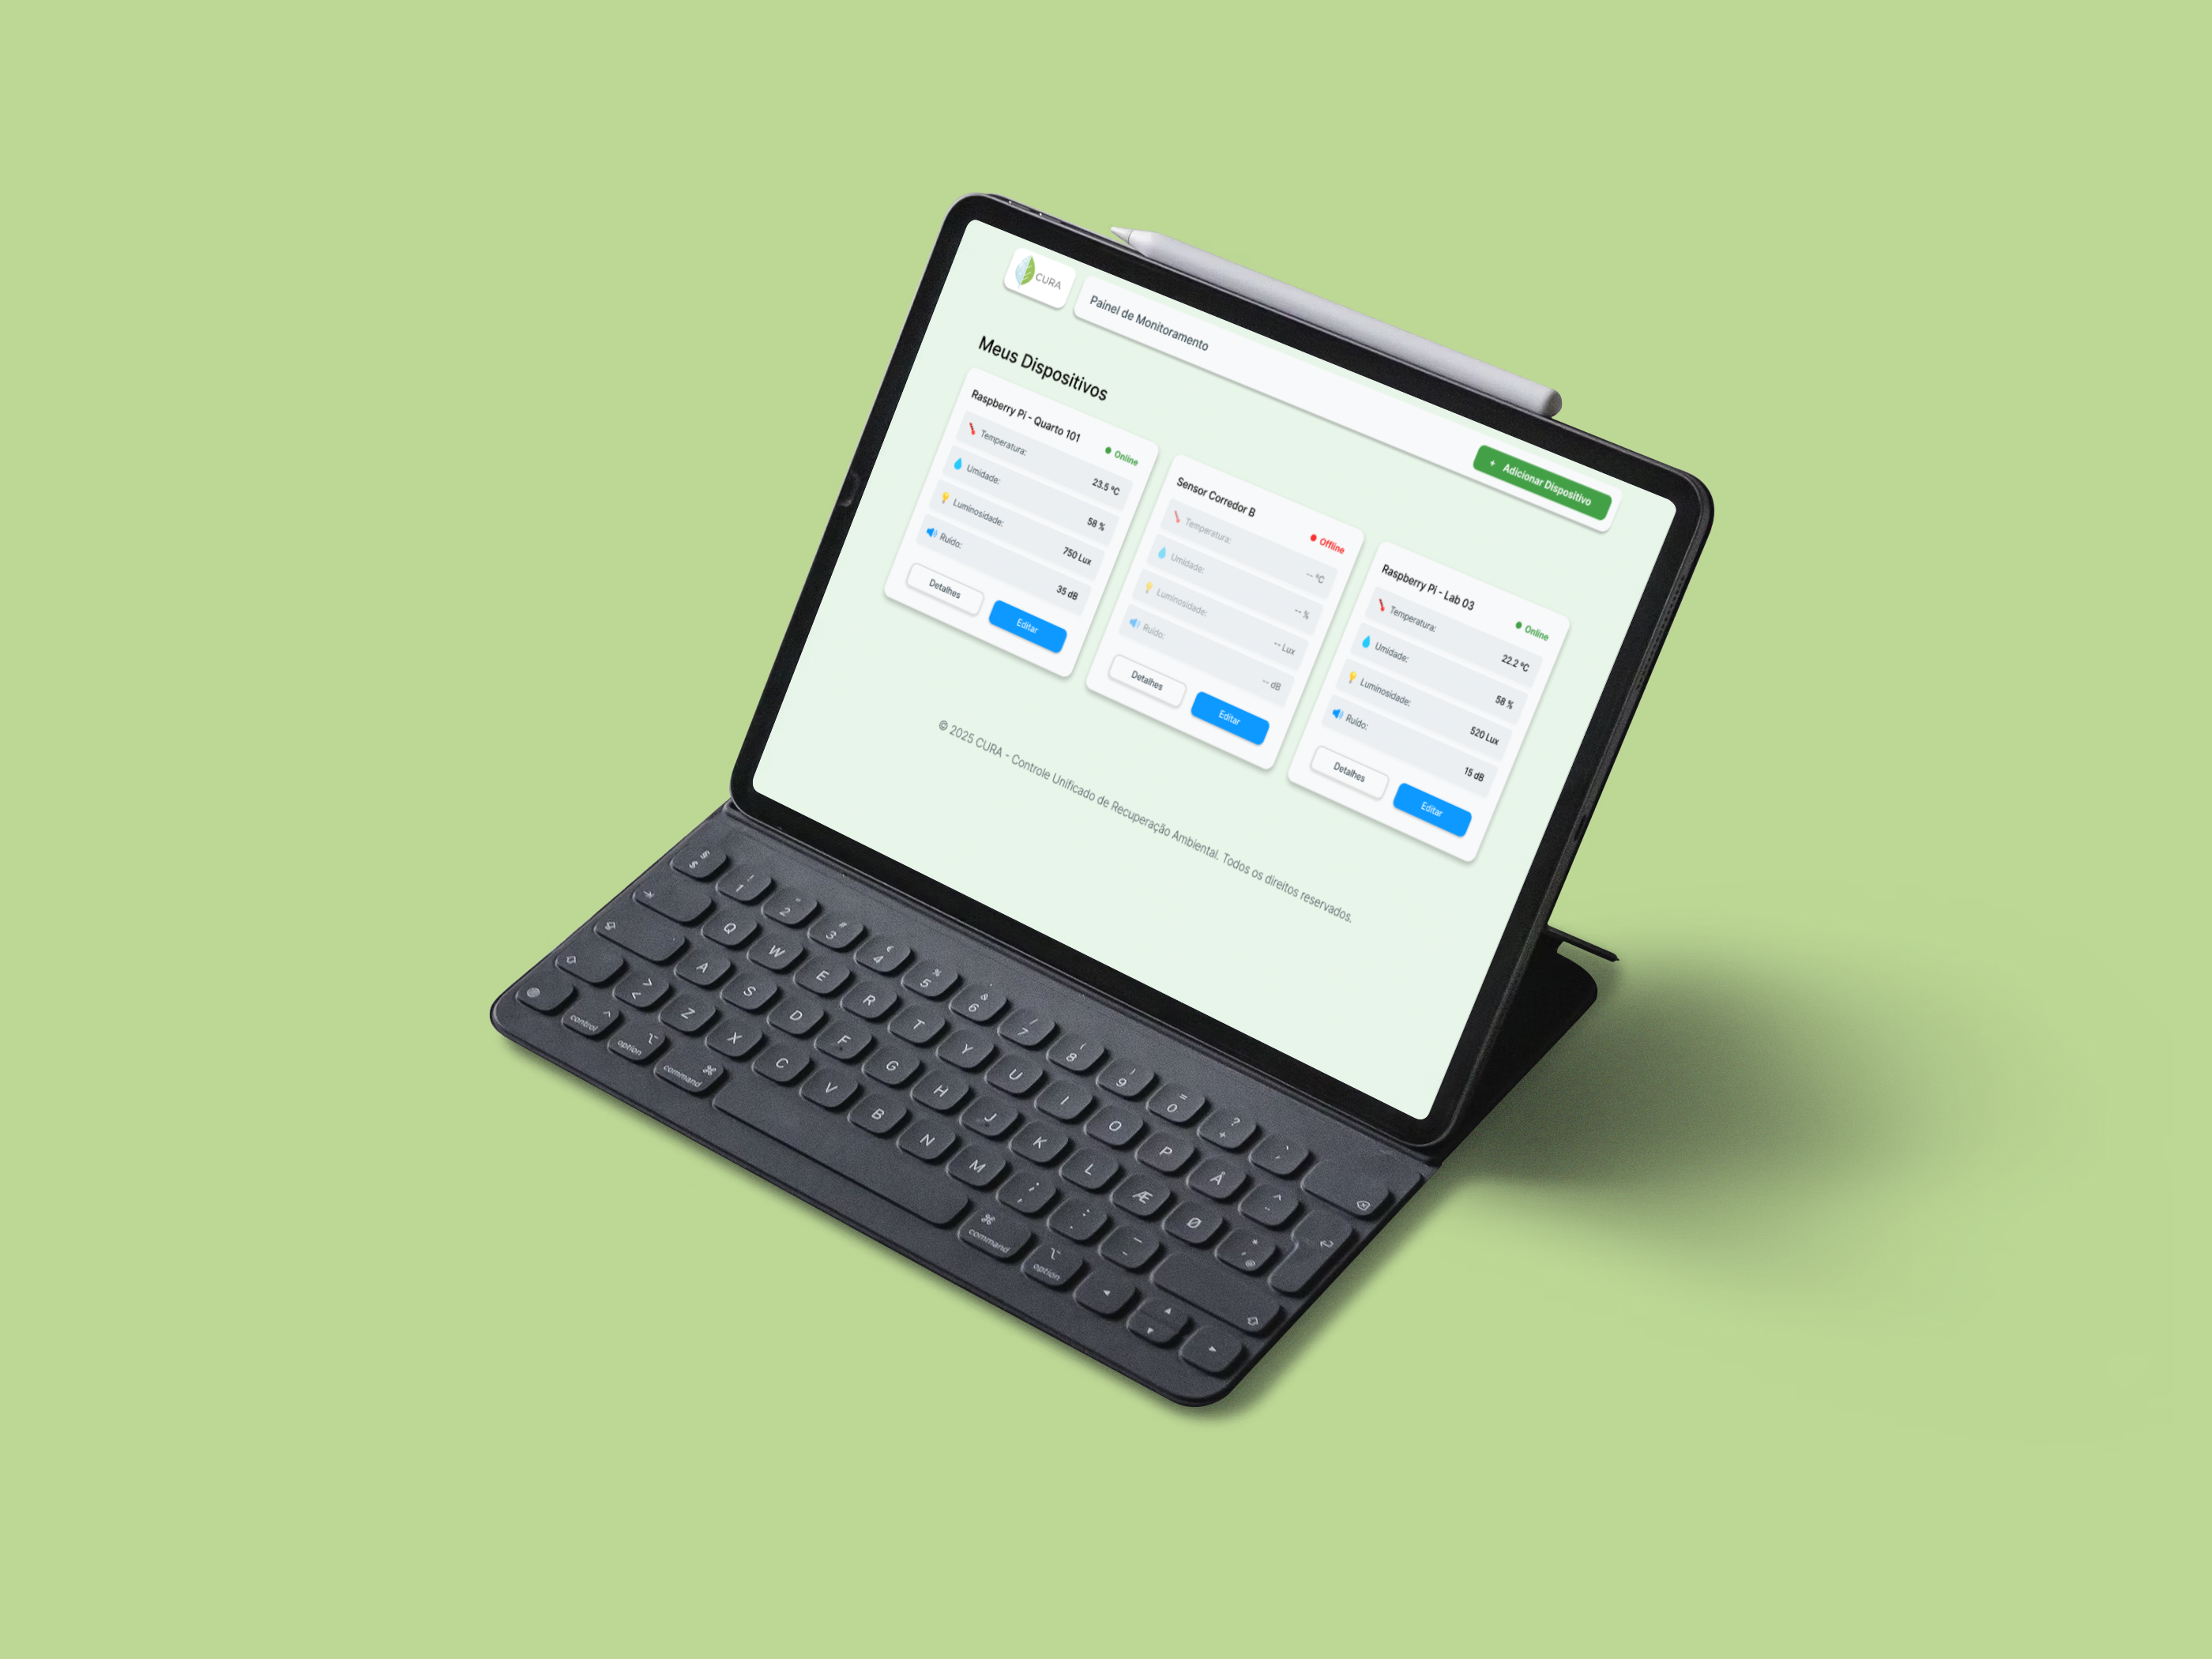 CURA
Painel de Monitoramento
+ Adicionar Dispositivo
Meus Dispositivos
Raspberry Pi - Quarto 101
Online
Temperatura: 23.5 ºC
Umidade: 58 %
Luminosidade: 750 Lux
Ruído: 35 dB
Detalhes Editar
Sensor Corredor B
Offline
Temperatura: -- ºC
Umidade: -- %
Luminosidade: -- Lux
Ruído: -- dB
Detalhes Editar
Raspberry Pi - Lab 03
Online
Temperatura: 22.2 ºC
Umidade: 58 %
Luminosidade: 520 Lux
Ruído: 15 dB
Detalhes Editar
© 2025 CURA - Controle Unificado de Recuperação Ambiental. Todos os direitos reservados.
§ $ ! 1 " 2 # 3 € 4 % 5 & 6 / 7 ( 8 ) 9 = 0 ? +
Q W E R T Y U I O P Å ^
A S D F G H J K L Æ Ø *
> < Z X C V B N M ; , : . _ -
control option command command option